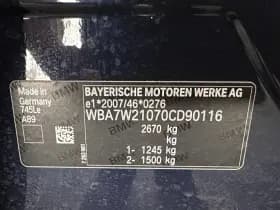 Made in
Germany
745Le
A89
BAYERISCHE MOTOREN WERKE AG
e1*2007/46*0276
WBA7W21070CD90116
2670 kg
kg
1- 1245 kg
2- 1500 kg